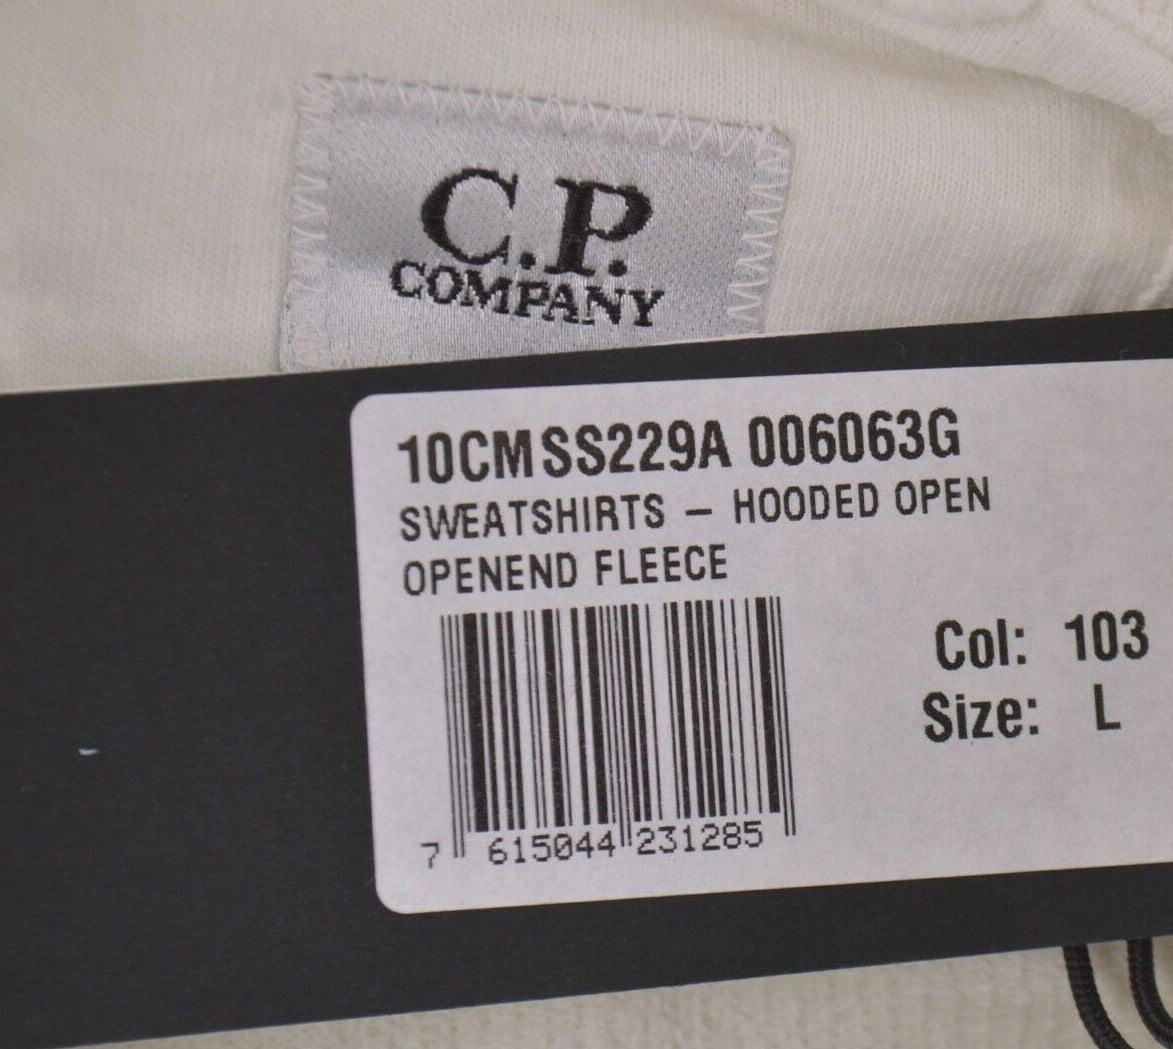 C.P.
COMPANY
10CMSS229A 006063G
SWEATSHIRTS – HOODED OPEN
OPENEND FLEECE
Col: 103
Size: L
7 615044 231285